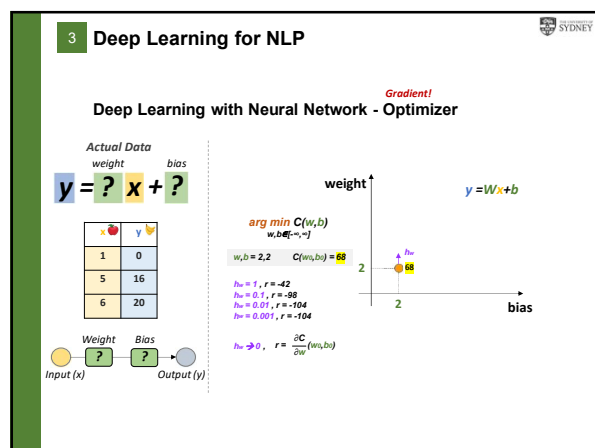 3 Deep Learning for NLP
THE UNIVERSITY OF
SYDNEY
Gradient!
Deep Learning with Neural Network - Optimizer
Actual Data
weight bias
y = ? x + ?
x y
1 0
5 16
6 20
Weight Bias
? ?
Input (x) Output (y)
weight
y =Wx+b
arg min C(w,b)
w,b∈[-∞,∞]
w,b = 2,2 C(w₀,b₀) = 68
hw = 1 , r = -42
hw = 0.1 , r = -98
hw = 0.01 , r = -104
hw = 0.001 , r = -104
hw → 0 , r = ∂C/∂w (w₀,b₀)
hw
2 68
2
bias